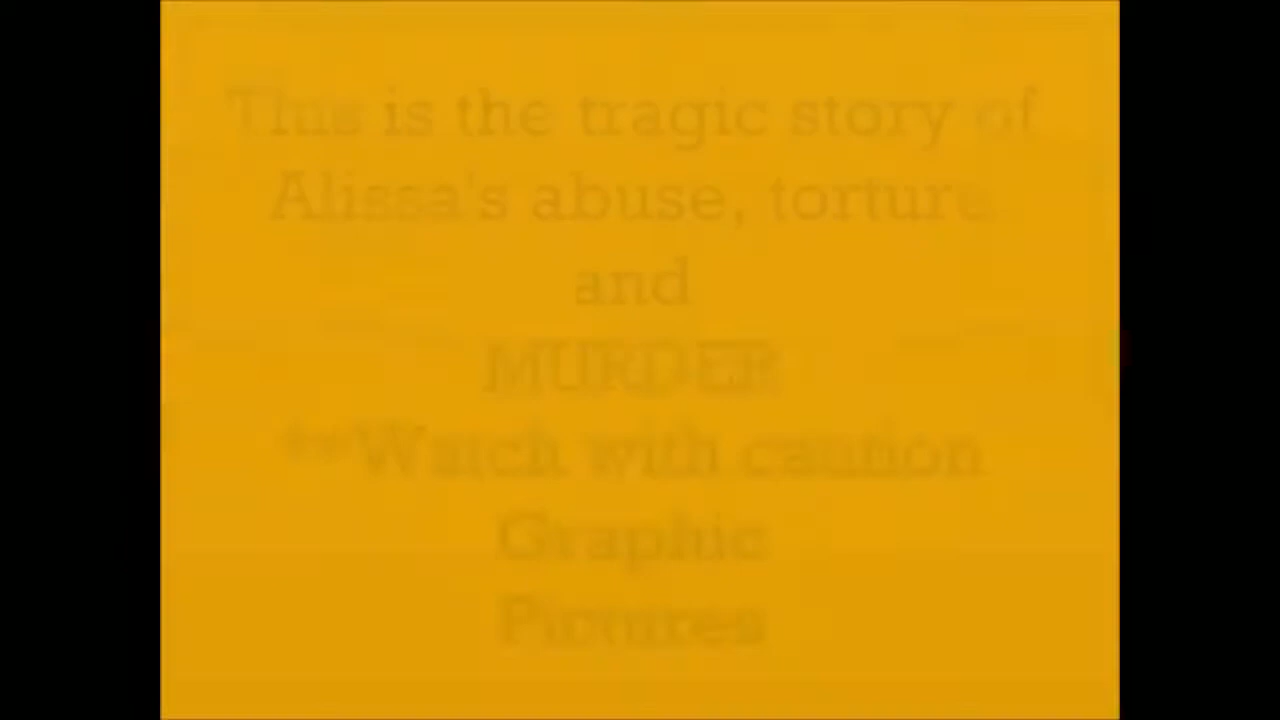 This is the tragic story of
Alissa's abuse, torture
and
MURDER
**Watch with caution
Graphic
Pictures